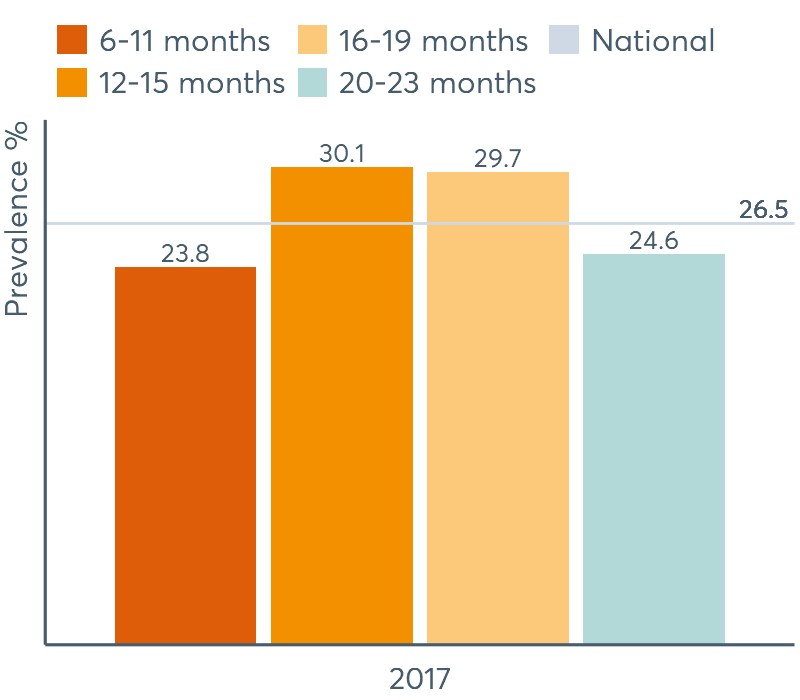 6-11 months 16-19 months National
12-15 months 20-23 months
Prevalence %
30.1
29.7
26.5
24.6
23.8
2017